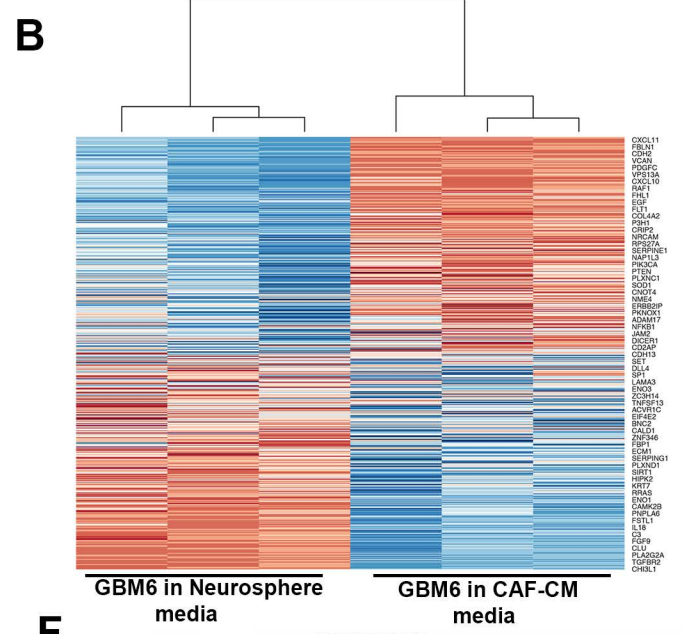 B
CXCL11
FBLN1
CDH2
VCAN
PDGFC
VPS13A
CXCL10
RAF1
FHL1
EGF
FLT1
COL4A2
P3H1
CRIP2
NRCAM
RPS27A
SERPINE1
NAP1L3
PIK3CA
PTEN
PLXNC1
SOD1
CNOT4
NME4
ERBB2IP
PKNOX1
ADAM17
NFKB1
JAM2
DICER1
CD2AP
CDH13
SET
DLL4
SP1
LAMA3
ENO3
ZC3H14
TNFSF13
ACVR1C
EIF4E2
BNC2
CALD1
ZNF346
FBP1
ECM1
SERPING1
PLXND1
SIRT1
HIPK2
KRT7
RRAS
ENO1
CAMK2B
PNPLA6
FSTL1
IL18
C3
FGF9
CLU
PLA2G2A
TGFBR2
CHI3L1
GBM6 in Neurosphere
media
GBM6 in CAF-CM
media